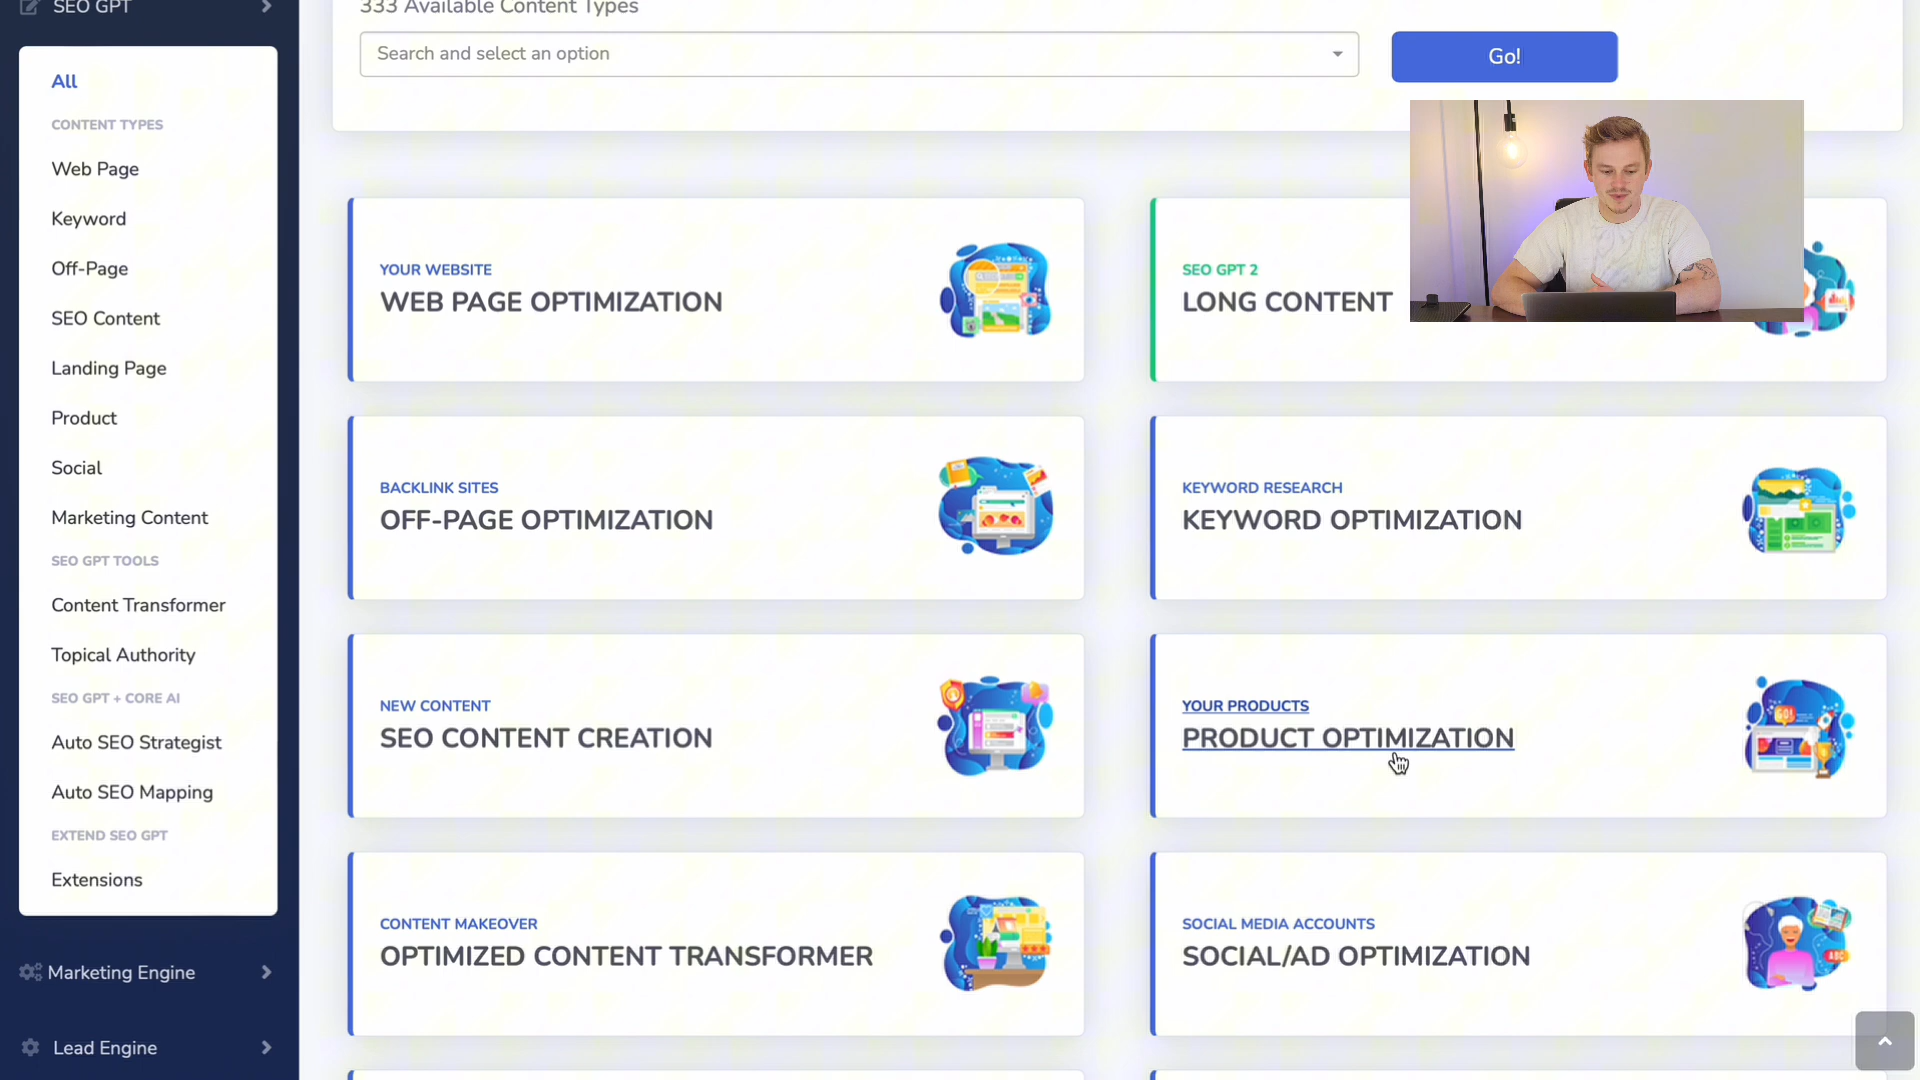 SEO GPT
All
CONTENT TYPES
Web Page
Keyword
Off-Page
SEO Content
Landing Page
Product
Social
Marketing Content
SEO GPT TOOLS
Content Transformer
Topical Authority
SEO GPT + CORE AI
Auto SEO Strategist
Auto SEO Mapping
EXTEND SEO GPT
Extensions
Marketing Engine
Lead Engine
333 Available Content Types
Search and select an option
Go!
YOUR WEBSITE
WEB PAGE OPTIMIZATION
SEO GPT 2
LONG CONTENT
BACKLINK SITES
OFF-PAGE OPTIMIZATION
KEYWORD RESEARCH
KEYWORD OPTIMIZATION
NEW CONTENT
SEO CONTENT CREATION
YOUR PRODUCTS
PRODUCT OPTIMIZATION
GO!
CONTENT MAKEOVER
OPTIMIZED CONTENT TRANSFORMER
SOCIAL MEDIA ACCOUNTS
SOCIAL/AD OPTIMIZATION
ABC